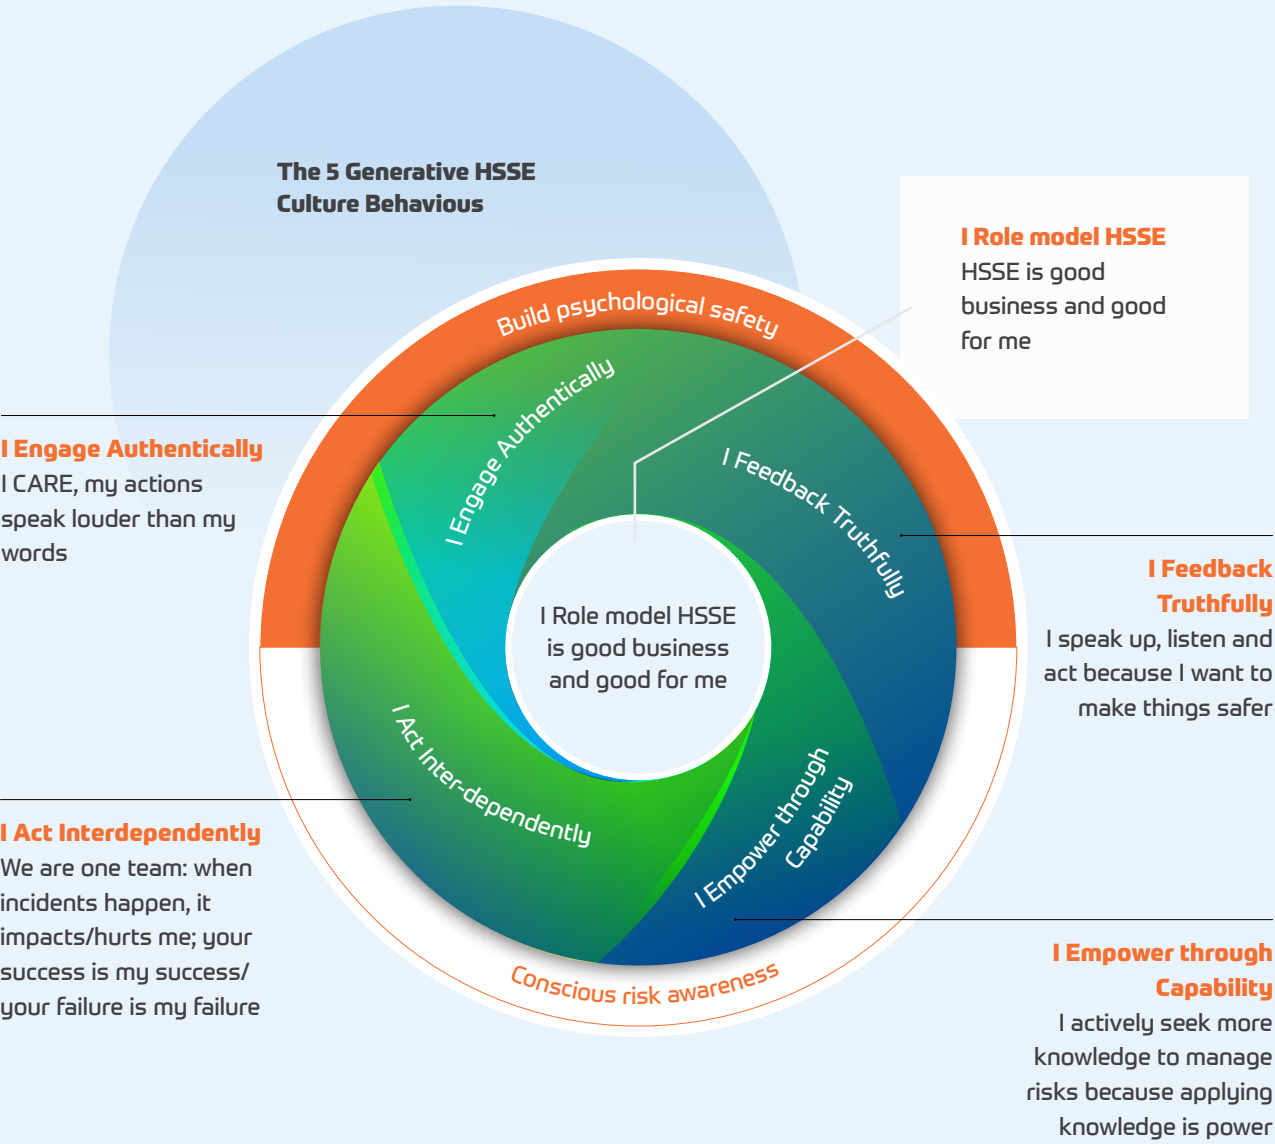 The 5 Generative HSSE
Culture Behavious
I Role model HSSE
HSSE is good
business and good
for me
Build psychological safety
I Engage Authentically
I Feedback Truthfully
I Engage Authentically
I CARE, my actions
speak louder than my
words
I Feedback
Truthfully
I speak up, listen and
act because I want to
make things safer
I Role model HSSE
is good business
and good for me
I Act Inter-dependently
I Empower through
Capability
I Act Interdependently
We are one team: when
incidents happen, it
impacts/hurts me; your
success is my success/
your failure is my failure
Conscious risk awareness
I Empower through
Capability
I actively seek more
knowledge to manage
risks because applying
knowledge is power